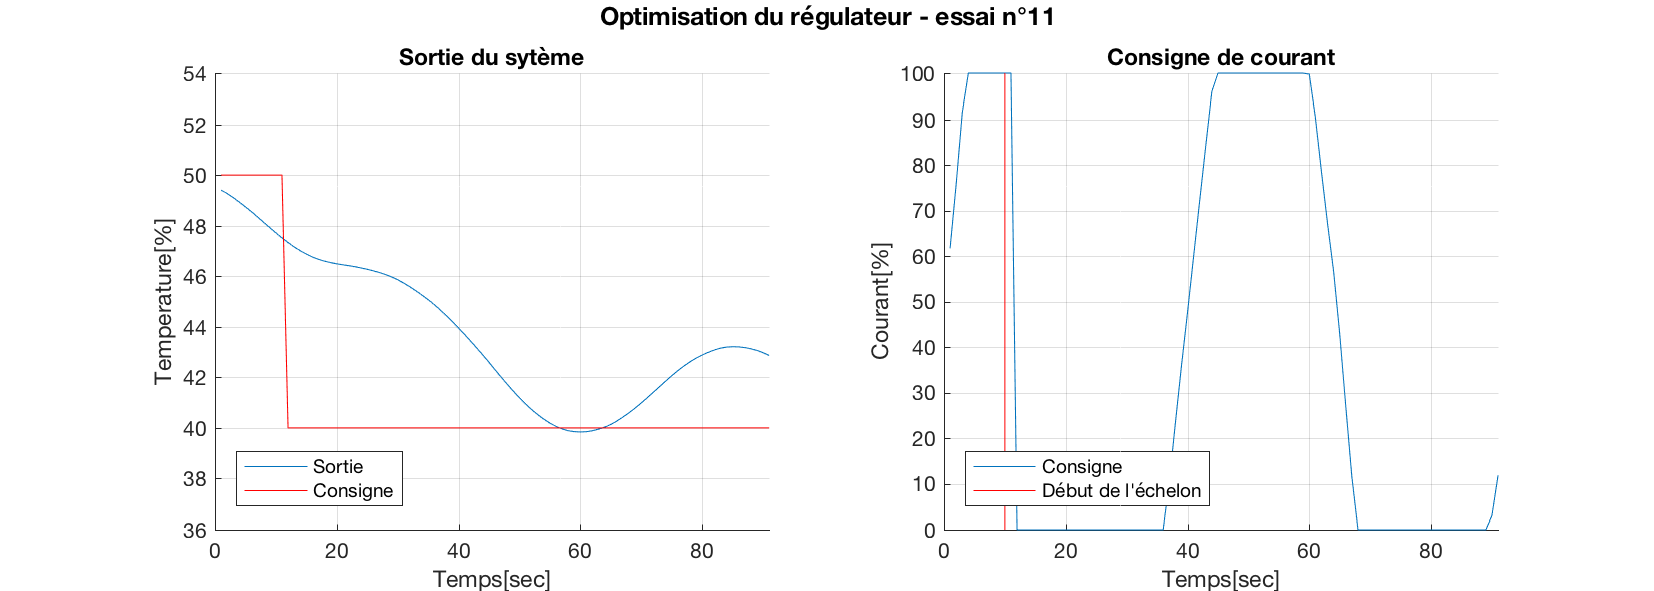 Optimisation du régulateur - essai n°11
Sortie du sytème
54
52
50
48
46
44
42
40
38
36
0
20
40
60
80
Temperature[%]
Temps[sec]
Sortie
Consigne
Consigne de courant
100
90
80
70
60
50
40
30
20
10
0
0
20
40
60
80
Courant[%]
Temps[sec]
Consigne
Début de l'échelon